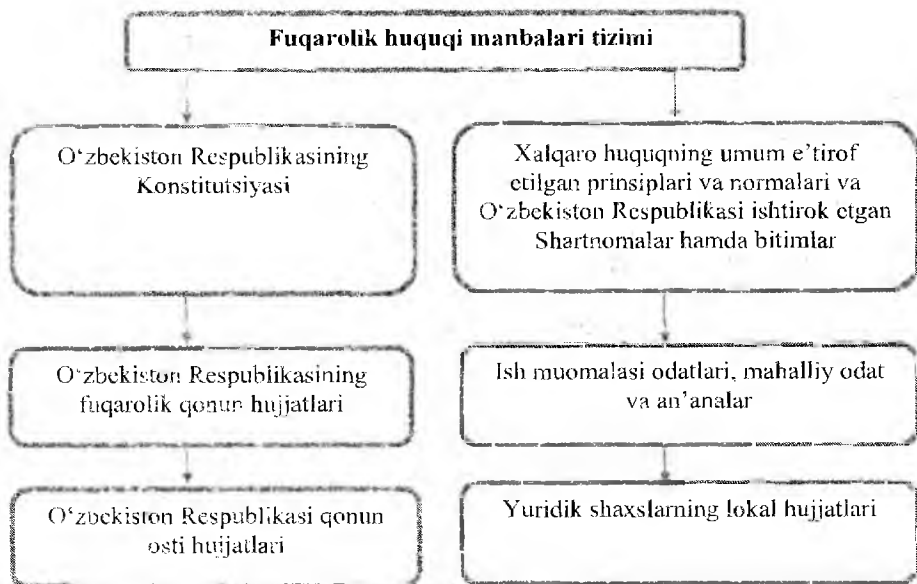 Fuqarolik huquqi manbalari tizimi
O‘zbekiston Respublikasining
Konstitutsiyasi
Xalqaro huquqning umum e’tirof
etilgan prinsiplari va normalari va
O‘zbekiston Respublikasi ishtirok etgan
Shartnomalar hamda bitimlar
O‘zbekiston Respublikasining
fuqarolik qonun hujjatlari
Ish muomalasi odatlari, mahalliy odat
va an’analar
O‘zbekiston Respublikasi qonun
osti hujjatlari
Yuridik shaxslarning lokal hujjatlari